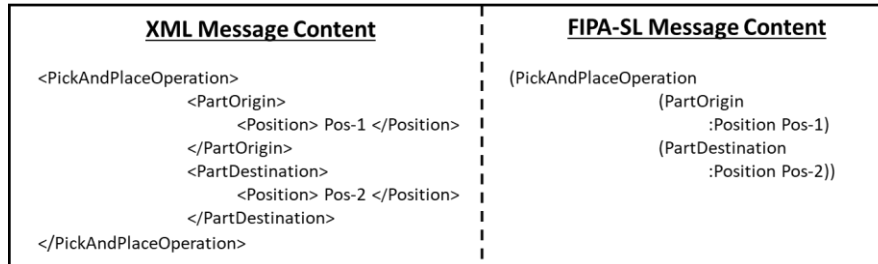 XML Message Content
<PickAndPlaceOperation>
<PartOrigin>
<Position> Pos-1 </Position>
</PartOrigin>
<PartDestination>
<Position> Pos-2 </Position>
</PartDestination>
</PickAndPlaceOperation>
FIPA-SL Message Content
(PickAndPlaceOperation
(PartOrigin
:Position Pos-1)
(PartDestination
:Position Pos-2))